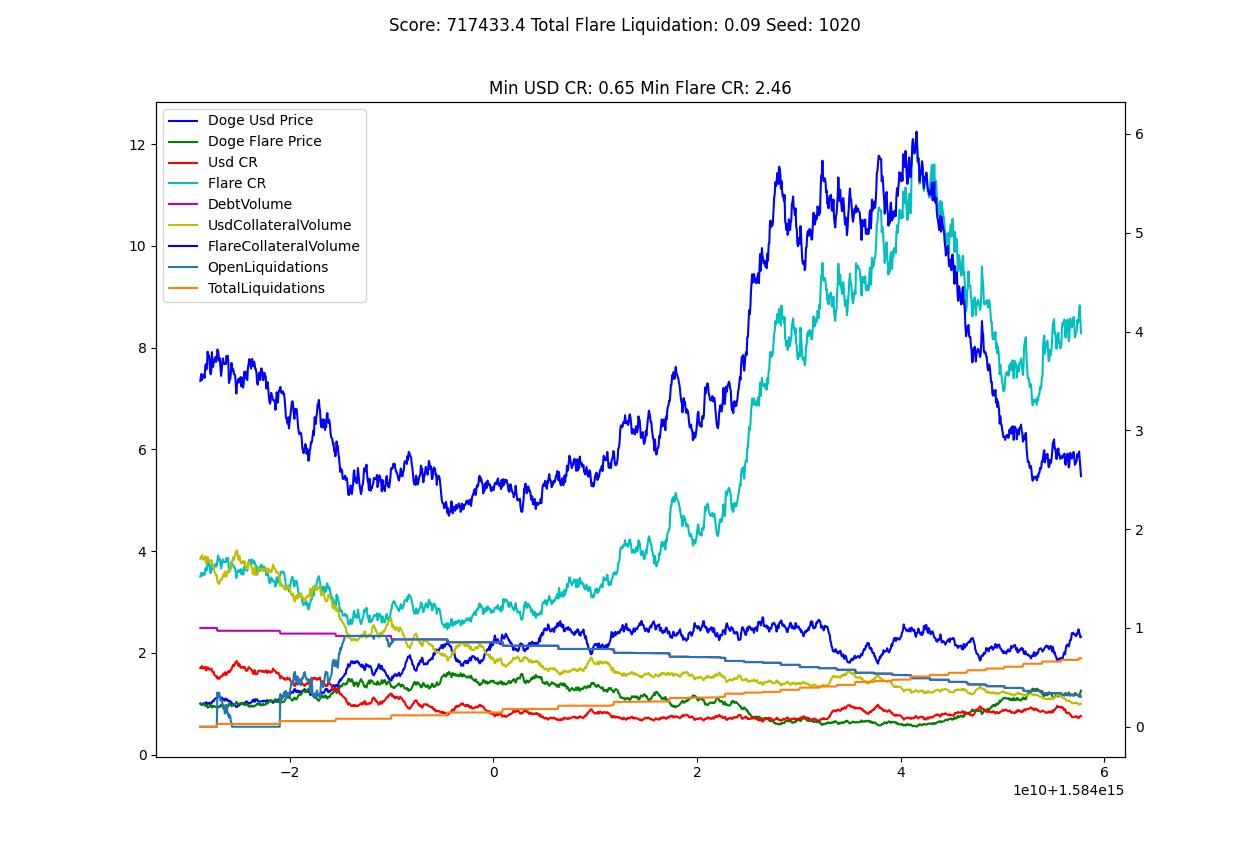 Score: 717433.4 Total Flare Liquidation: 0.09 Seed: 1020
Min USD CR: 0.65 Min Flare CR: 2.46
Doge Usd Price
Doge Flare Price
Usd CR
Flare CR
DebtVolume
UsdCollateralVolume
FlareCollateralVolume
OpenLiquidations
TotalLiquidations
12
10
8
6
4
2
0
6
5
4
3
2
1
0
−2
0
2
4
6
1e10+1.584e15